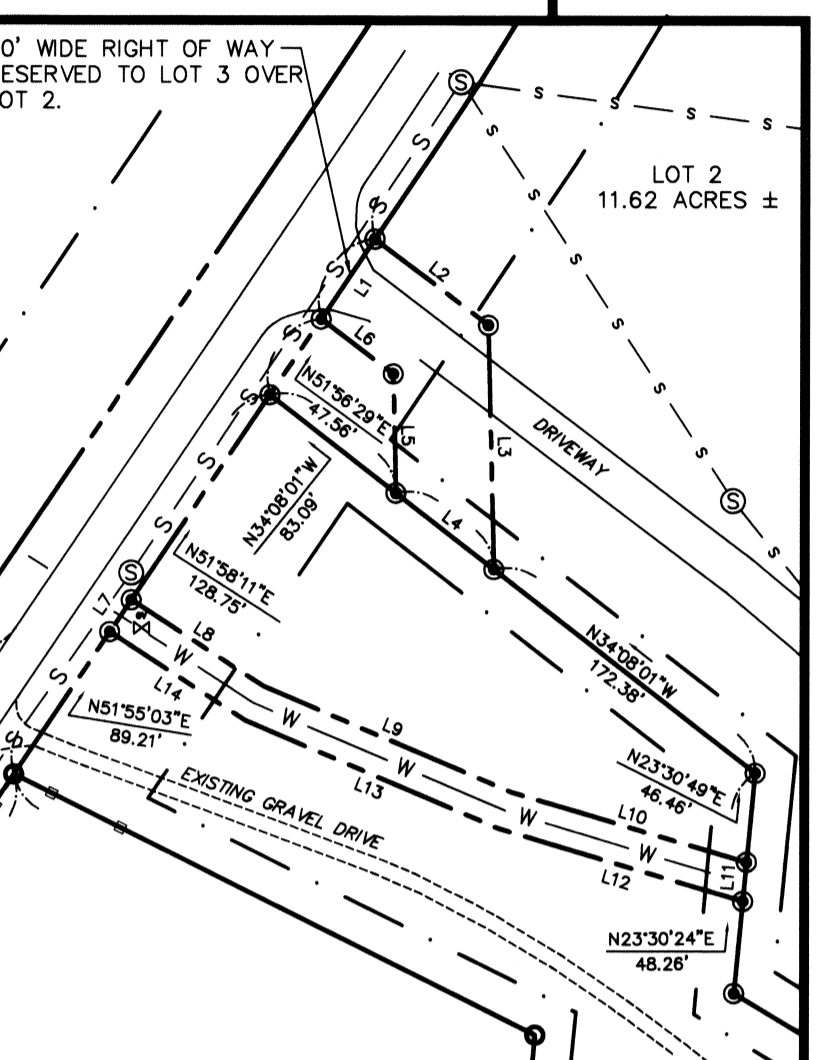 0' WIDE RIGHT OF WAY
ESERVED TO LOT 3 OVER
OT 2.
LOT 2
11.62 ACRES ±
S
s s s s
S
S
s
s
s
s
s
s
S
s
$
S
L1
L2
L6
$
N51°56'29"E
47.56'
L5
L3
DRIVEWAY
$
S
N34°08'01"W
83.09'
L4
S
N51°58'11"E
128.75'
S
L7
L8
W
L14
S
N34°08'01"W
172.38'
N51°55'03"E
89.21'
W
L9
W
L13
$
EXISTING GRAVEL DRIVE
N23°30'49"E
46.46'
W
L10
W
L11
L12
N23°30'24"E
48.26'